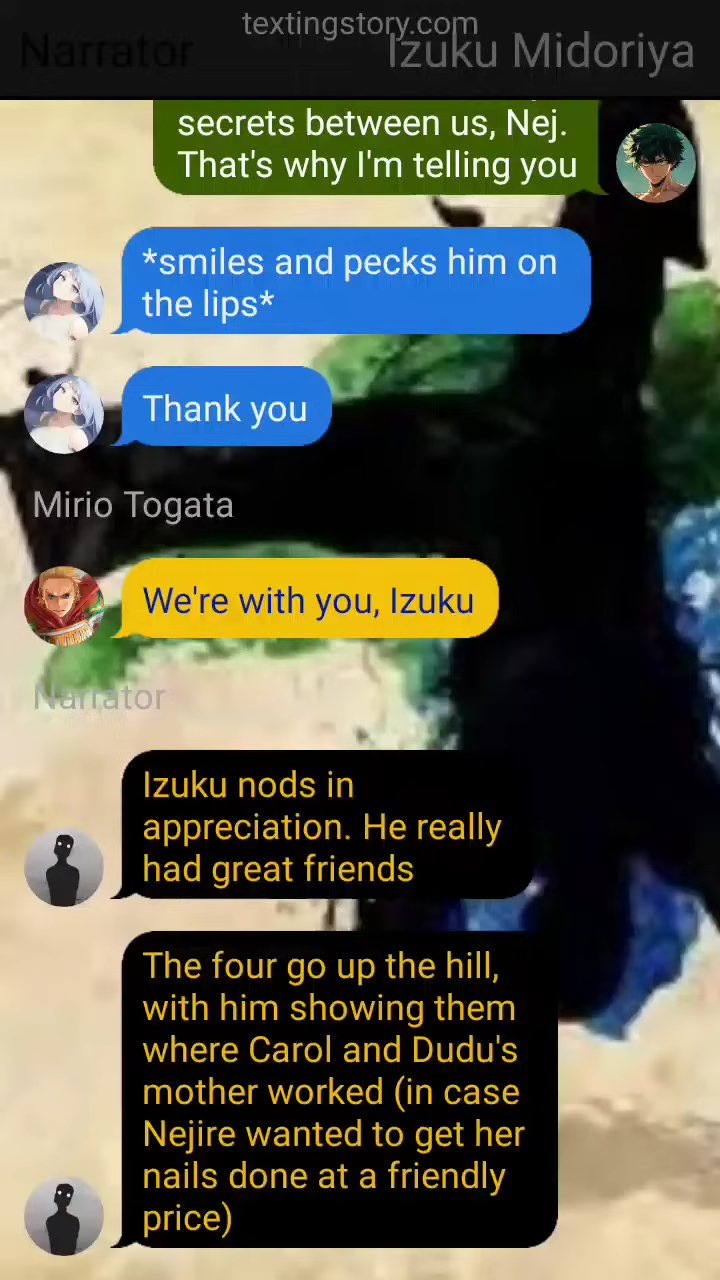 textingstory.com
Narrator
Izuku Midoriya
secrets between us, Nej.
That's why I'm telling you
*smiles and pecks him on
the lips*
Thank you
Mirio Togata
We're with you, Izuku
Narrator
Izuku nods in
appreciation. He really
had great friends
The four go up the hill,
with him showing them
where Carol and Dudu's
mother worked (in case
Nejire wanted to get her
nails done at a friendly
price)